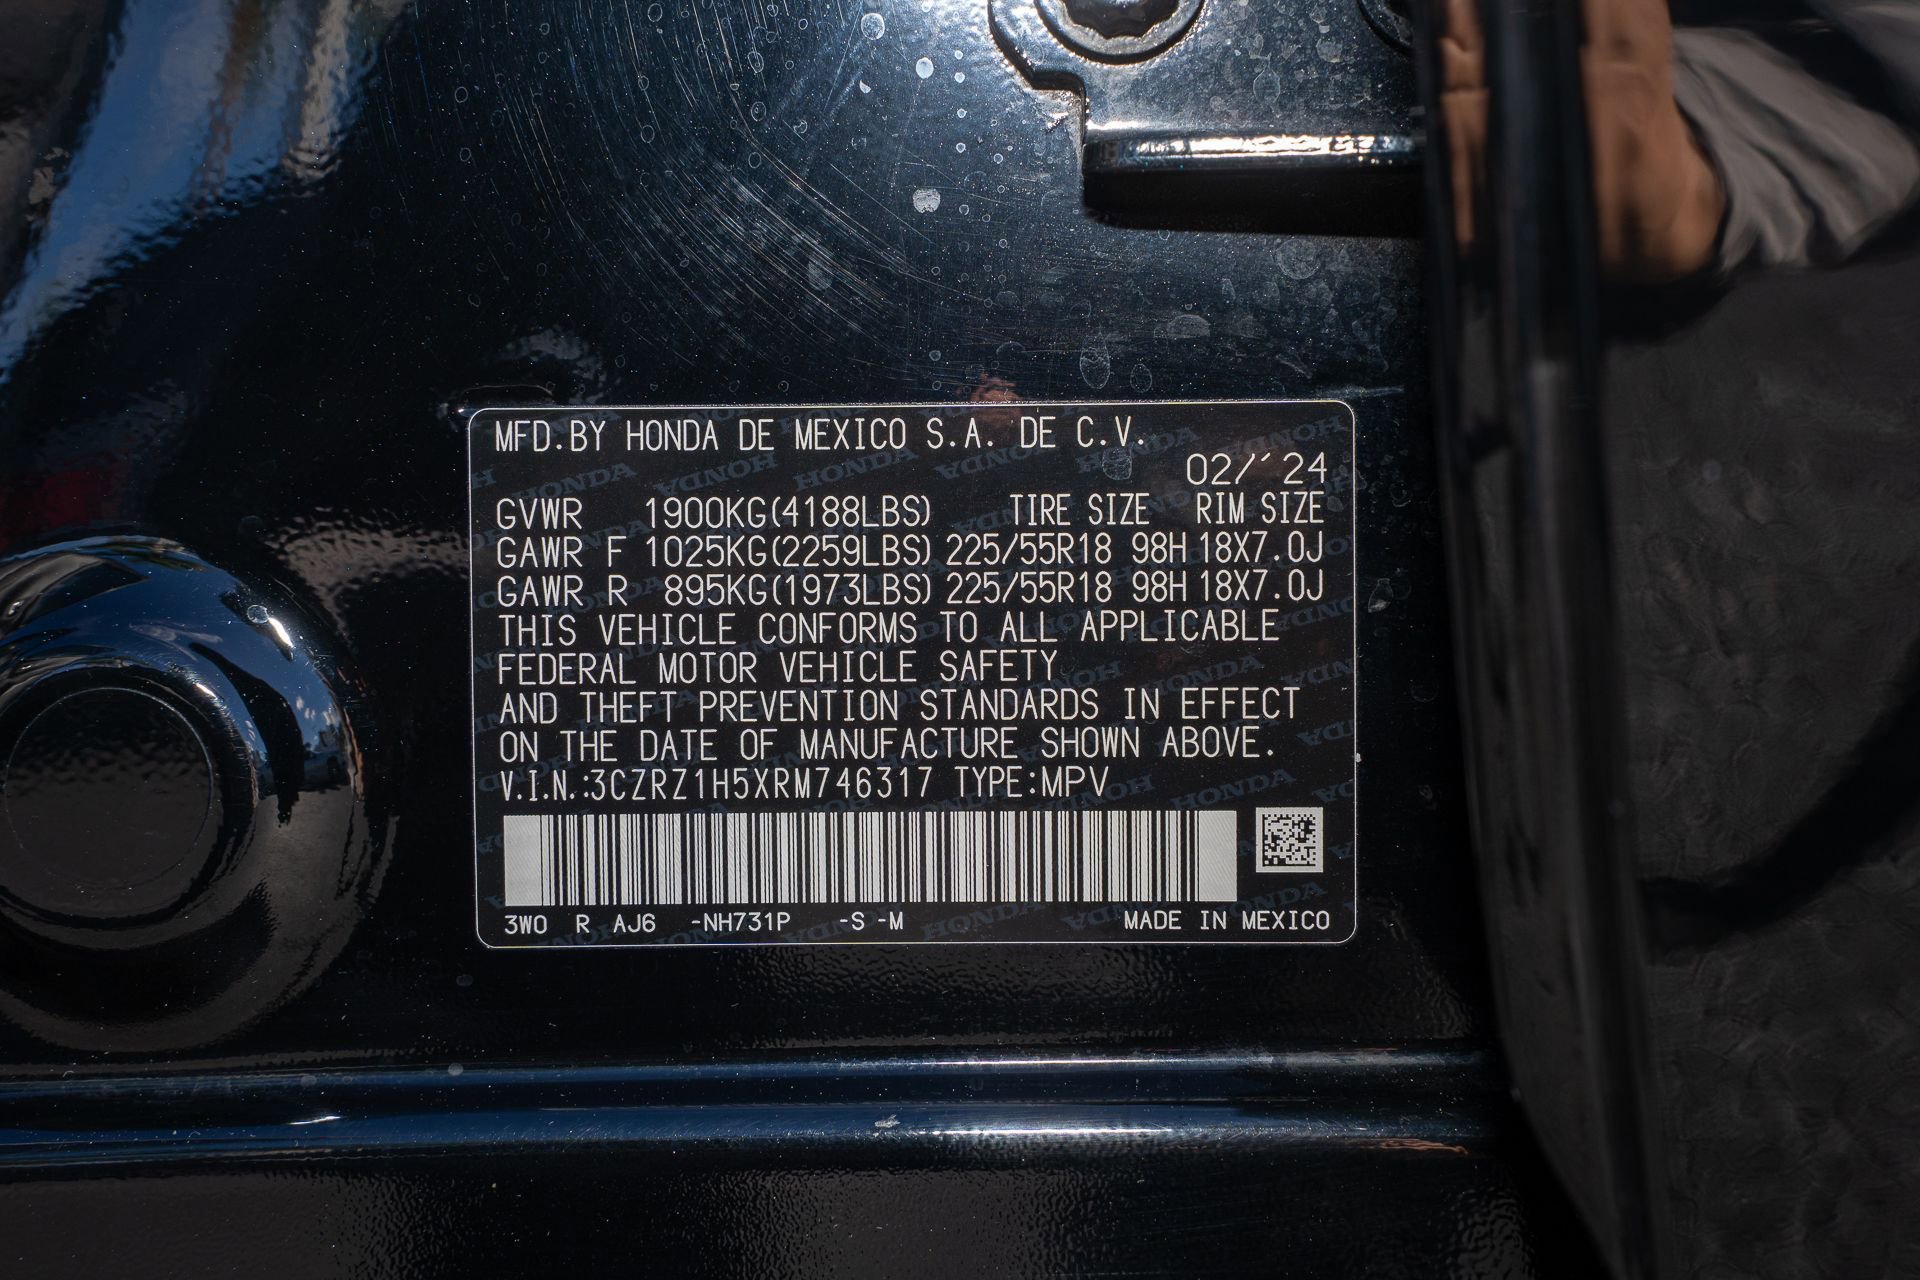 MFD.BY HONDA DE MEXICO S.A. DE C.V.
02/´24
GVWR 1900KG(4188LBS) TIRE SIZE RIM SIZE
GAWR F 1025KG(2259LBS) 225/55R18 98H 18X7.0J
GAWR R 895KG(1973LBS) 225/55R18 98H 18X7.0J
THIS VEHICLE CONFORMS TO ALL APPLICABLE
FEDERAL MOTOR VEHICLE SAFETY
AND THEFT PREVENTION STANDARDS IN EFFECT
ON THE DATE OF MANUFACTURE SHOWN ABOVE.
V.I.N.:3CZRZ1H5XRM746317 TYPE:MPV
3W0 R AJ6 -NH731P -S -M MADE IN MEXICO